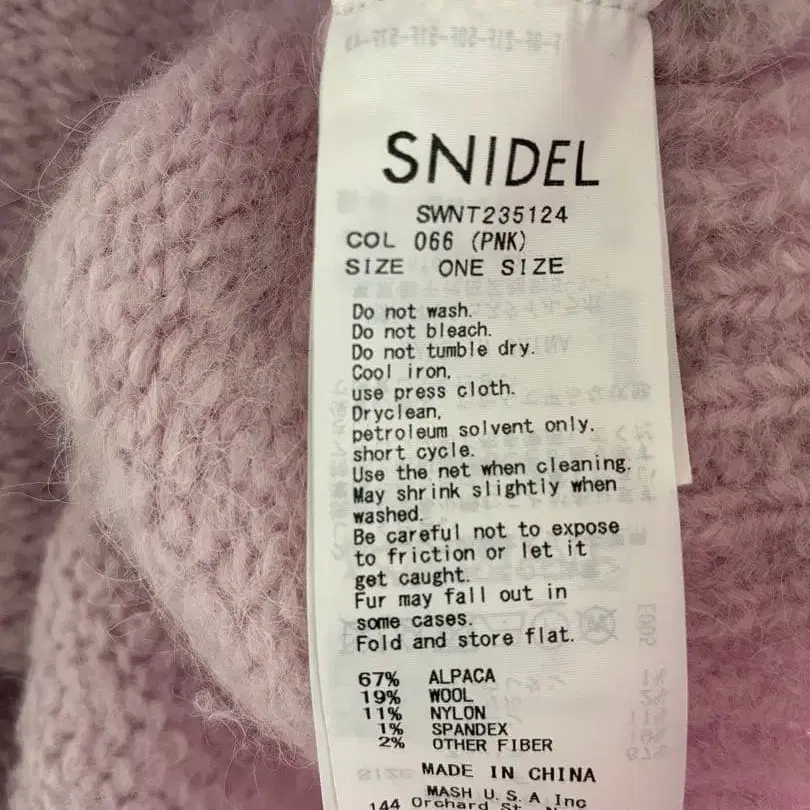 SNIDEL
SWNT235124
COL 066 (PNK)
SIZE ONE SIZE
Do not wash.
Do not bleach.
Do not tumble dry.
Cool iron,
use press cloth.
Dryclean,
petroleum solvent only.
short cycle.
Use the net when cleaning.
May shrink slightly when
washed.
Be careful not to expose
to friction or let it
get caught.
Fur may fall out in
some cases.
Fold and store flat.
67% ALPACA
19% WOOL
11% NYLON
1% SPANDEX
2% OTHER FIBER
MADE IN CHINA
MASH U.S.A Inc
144 Orchard St